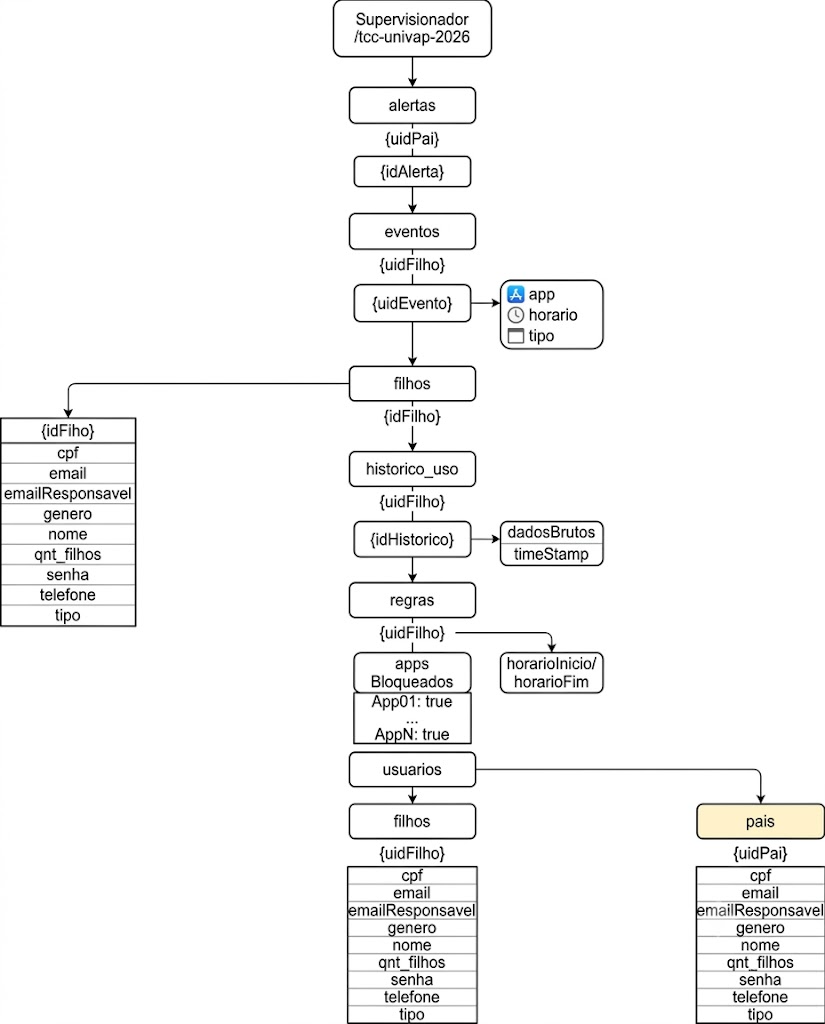 Supervisionador
/tcc-univap-2026
alertas
{uidPai}
{idAlerta}
eventos
{uidFilho}
{uidEvento}
app
horario
tipo
filhos
{idFilho}
{idFiho}
cpf
email
emailResponsavel
genero
nome
qnt_filhos
senha
telefone
tipo
historico_uso
{uidFilho}
{idHistorico}
dadosBrutos
timeStamp
regras
{uidFilho}
apps
Bloqueados
App01: true
...
AppN: true
horarioInicio/
horarioFim
usuarios
filhos
{uidFilho}
cpf
email
emailResponsavel
genero
nome
qnt_filhos
senha
telefone
tipo
pais
{uidPai}
cpf
email
emailResponsavel
genero
nome
qnt_filhos
senha
telefone
tipo